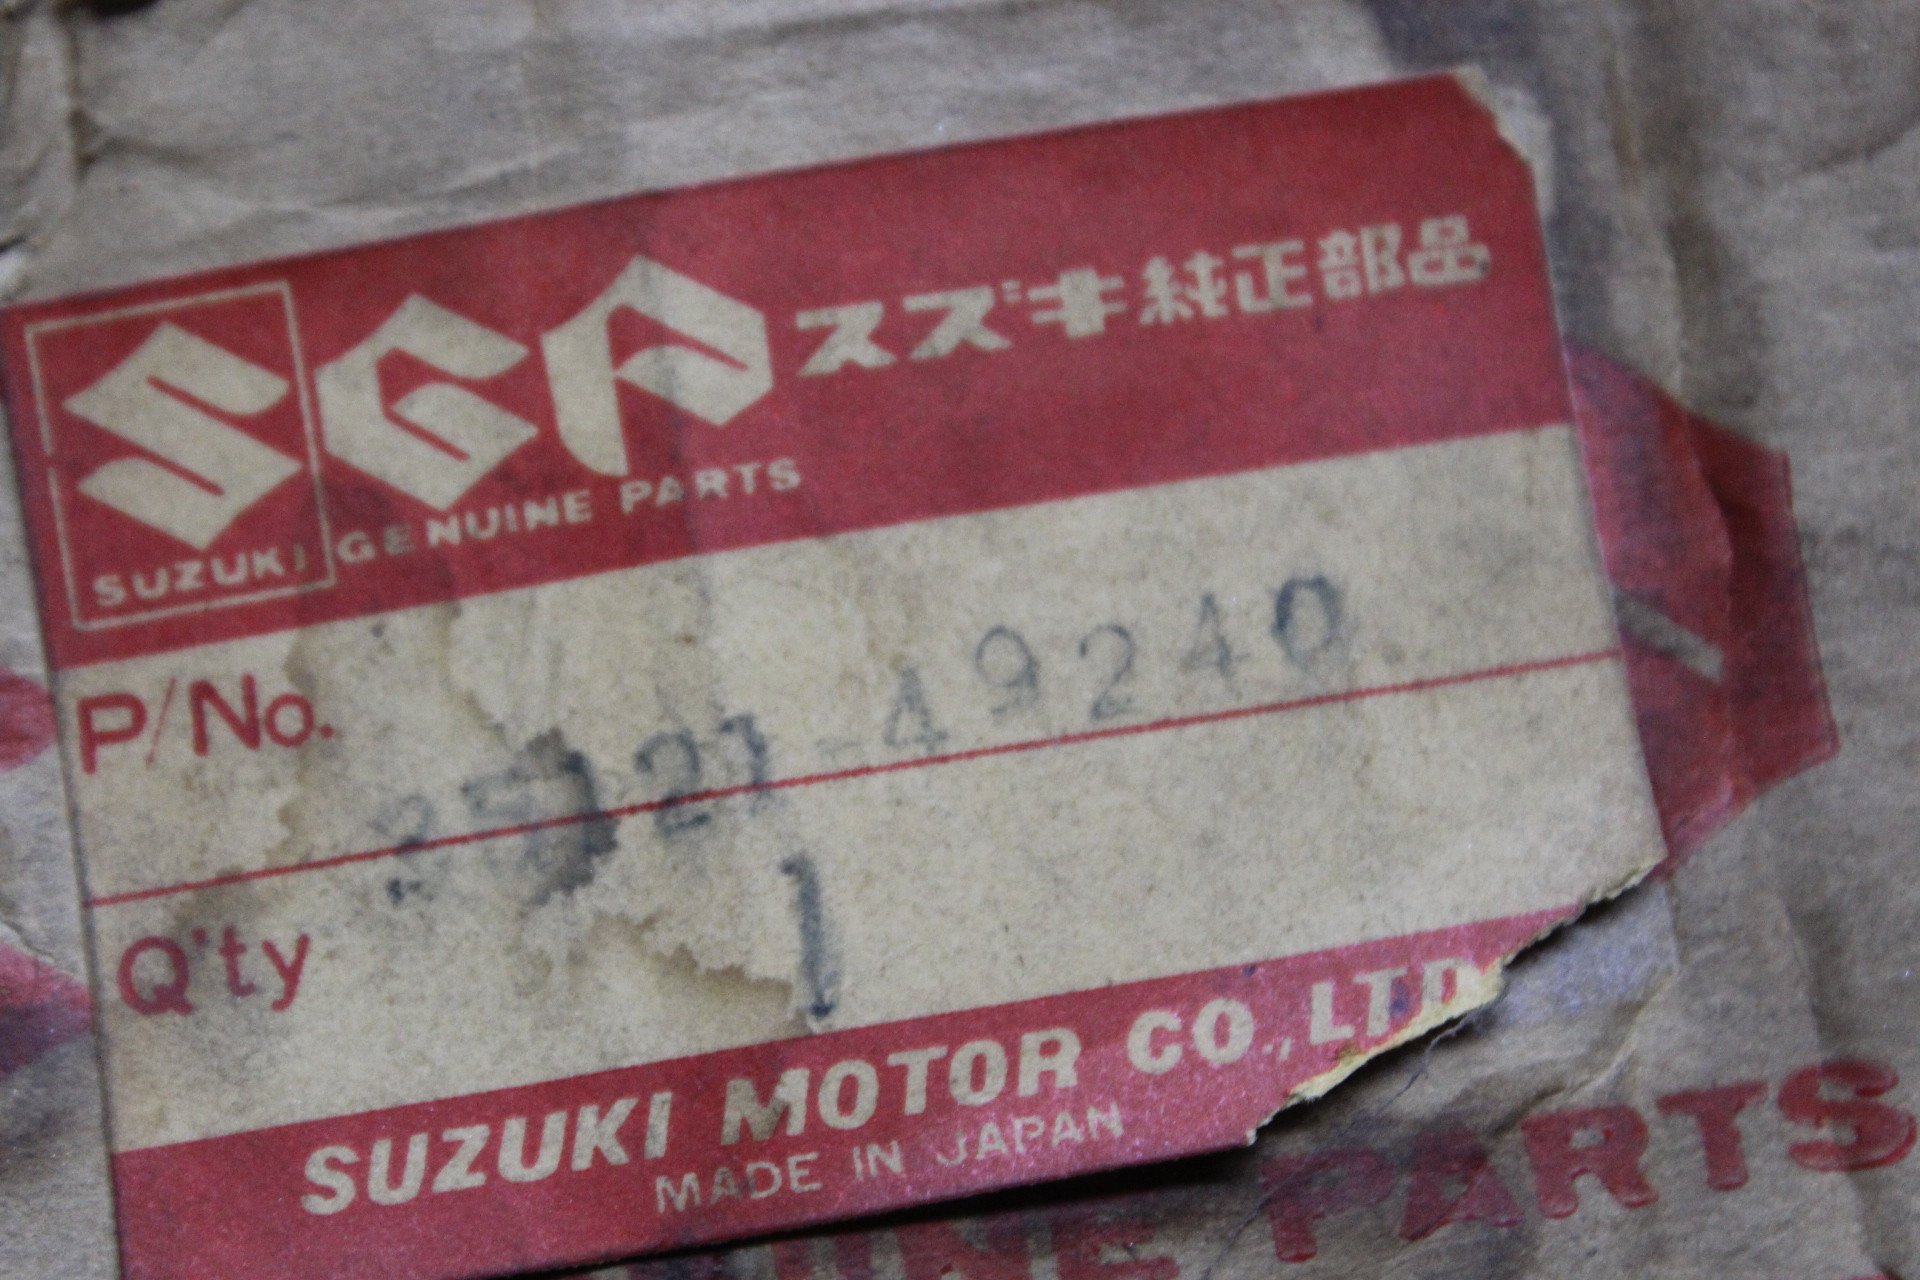 SGP スズキ純正部品
SUZUKI GENUINE PARTS
P/No. 35121-49240
Q'ty 1
SUZUKI MOTOR CO., LTD
MADE IN JAPAN
PARTS